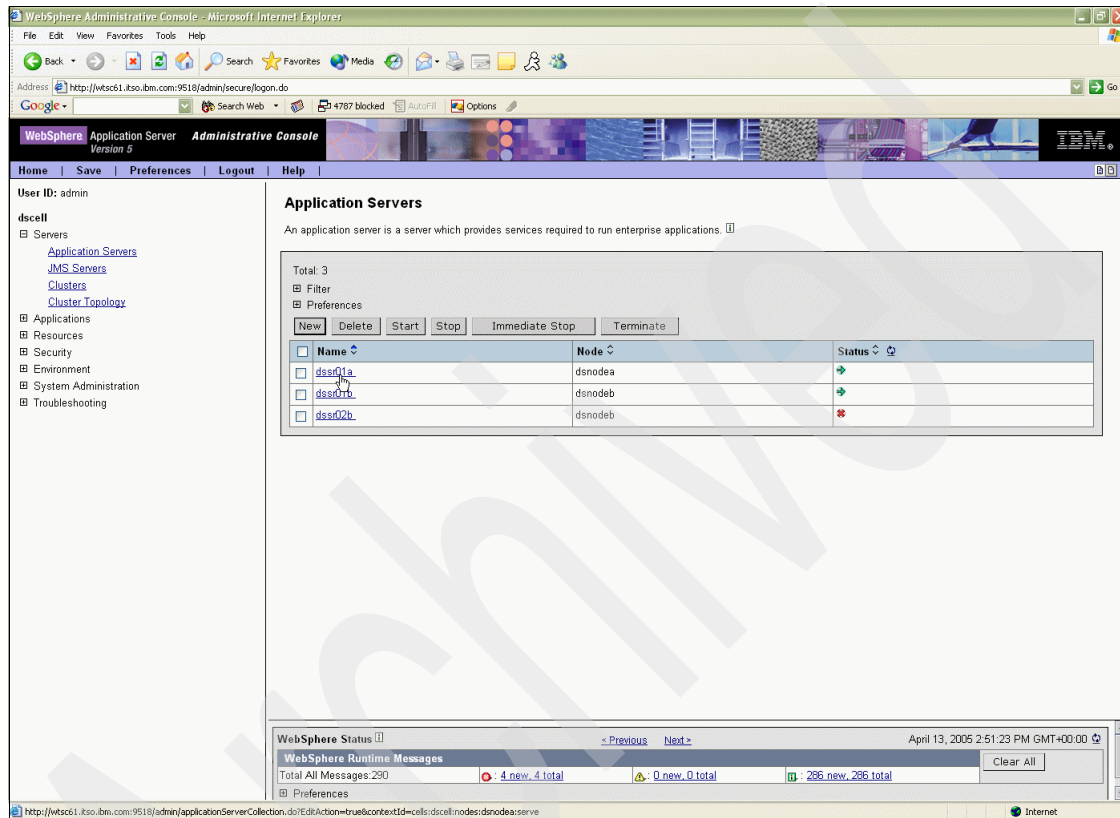 WebSphere Administrative Console - Microsoft Internet Explorer
File Edit View Favorites Tools Help
Back Search Favorites Media
Address http://wtsc61.itso.ibm.com:9518/admin/secure/logon.do Go
Google Search Web 4787 blocked AutoFill Options
WebSphere Application Server Administrative Console
Version 5
IBM
Home | Save | Preferences | Logout | Help |
User ID: admin
dscell
Servers
Application Servers
JMS Servers
Clusters
Cluster Topology
Applications
Resources
Security
Environment
System Administration
Troubleshooting
Application Servers
An application server is a server which provides services required to run enterprise applications. i
Total: 3
Filter
Preferences
New Delete Start Stop Immediate Stop Terminate
Name Node Status
dssr01a dsnodea
dssr01b dsnodeb
dssr02b dsnodeb
WebSphere Status i < Previous Next > April 13, 2005 2:51:23 PM GMT+00:00
WebSphere Runtime Messages Clear All
Total All Messages:290 : 4 new, 4 total : 0 new, 0 total : 286 new, 286 total
Preferences
http://wtsc61.itso.ibm.com:9518/admin/applicationServerCollection.do?EditAction=true&contextId=cells:dscell:nodes:dsnodea:serve Internet
Archived